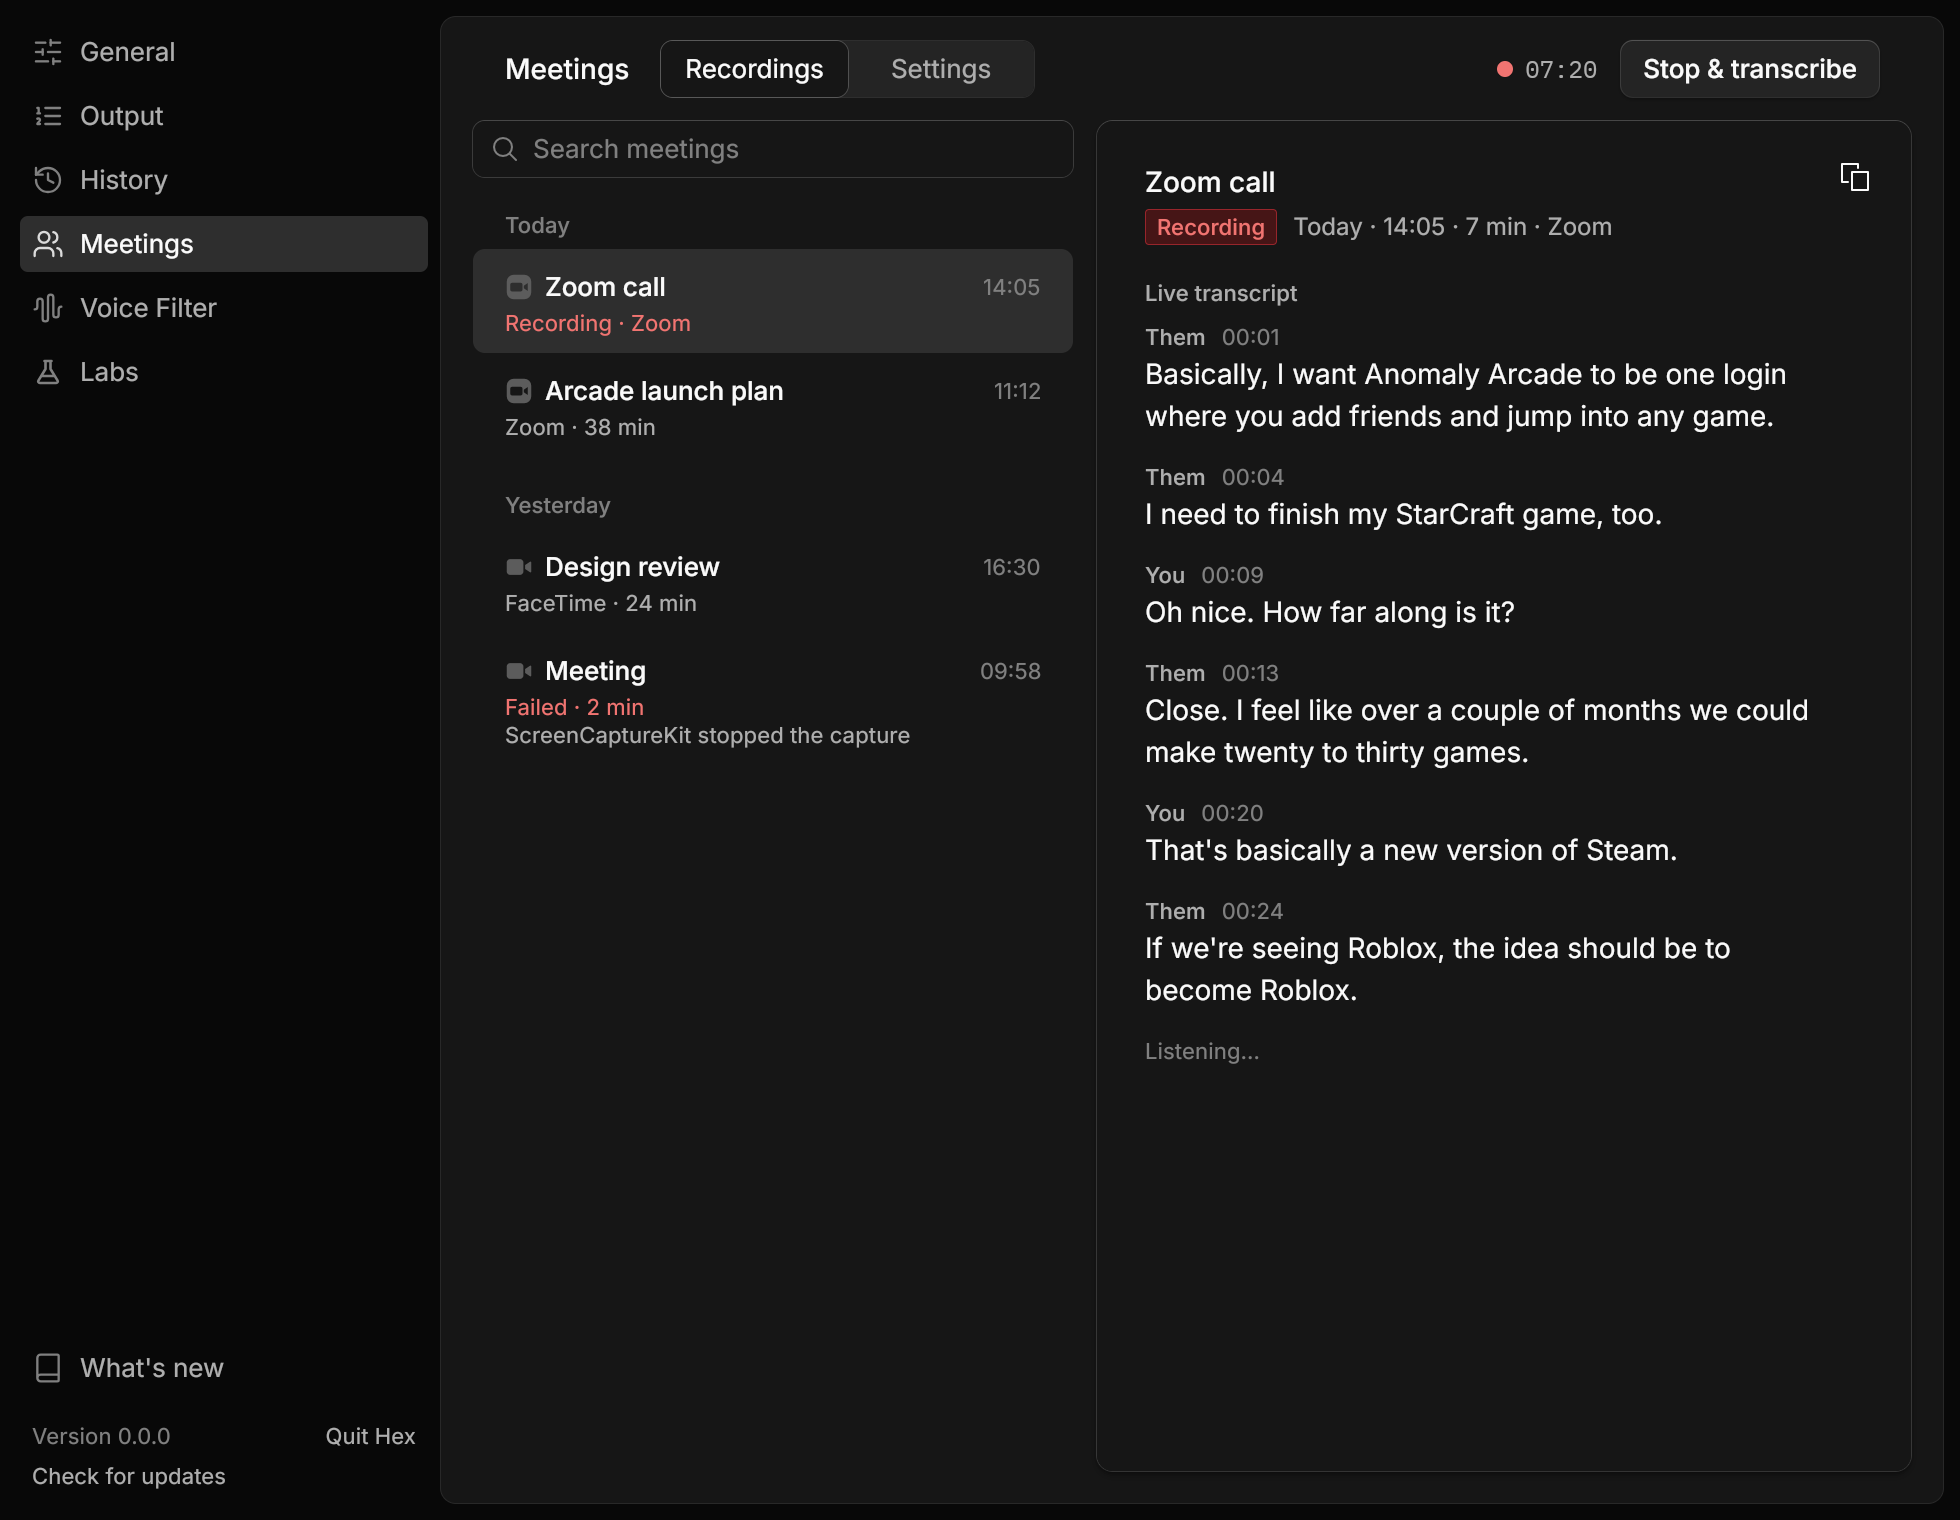 General
Output
History
Meetings
Voice Filter
Labs
What's new
Version 0.0.0
Quit Hex
Check for updates
Meetings
Recordings
Settings
07:20
Stop & transcribe
Search meetings
Today
Zoom call
14:05
Recording · Zoom
Arcade launch plan
11:12
Zoom · 38 min
Yesterday
Design review
16:30
FaceTime · 24 min
Meeting
09:58
Failed · 2 min
ScreenCaptureKit stopped the capture
Zoom call
Recording
Today · 14:05 · 7 min · Zoom
Live transcript
Them 00:01
Basically, I want Anomaly Arcade to be one login
where you add friends and jump into any game.
Them 00:04
I need to finish my StarCraft game, too.
You 00:09
Oh nice. How far along is it?
Them 00:13
Close. I feel like over a couple of months we could
make twenty to thirty games.
You 00:20
That's basically a new version of Steam.
Them 00:24
If we're seeing Roblox, the idea should be to
become Roblox.
Listening...